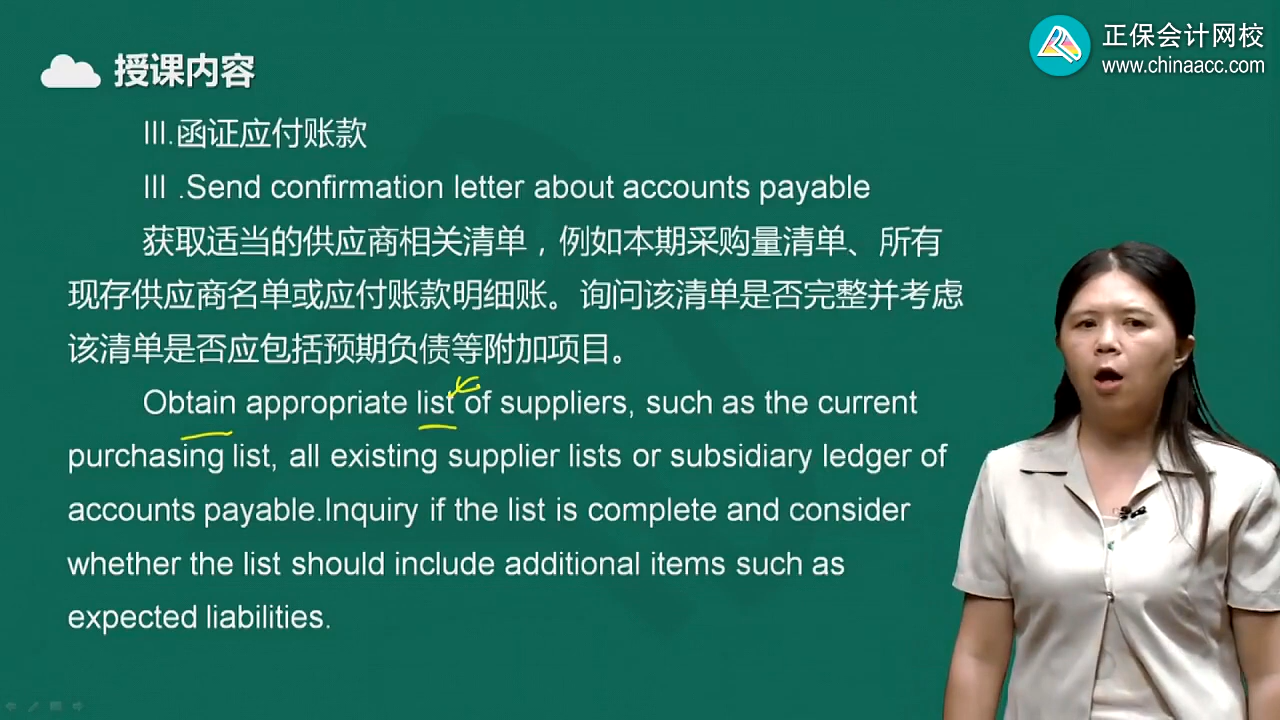 正保会计网校
www.chinaacc.com
授课内容
III.函证应付账款
III .Send confirmation letter about accounts payable
获取适当的供应商相关清单，例如本期采购量清单、所有
现存供应商名单或应付账款明细账。询问该清单是否完整并考虑
该清单是否应包括预期负债等附加项目。
Obtain appropriate list of suppliers, such as the current
purchasing list, all existing supplier lists or subsidiary ledger of
accounts payable.Inquiry if the list is complete and consider
whether the list should include additional items such as
expected liabilities.